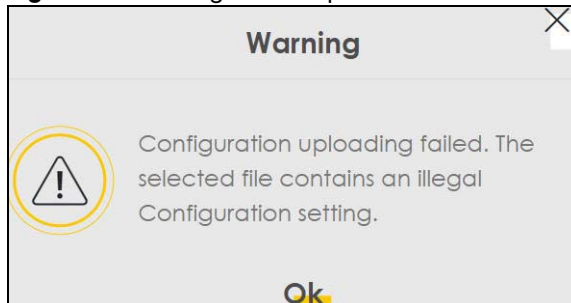 Warning
Configuration uploading failed. The
selected file contains an illegal
Configuration setting.
Ok